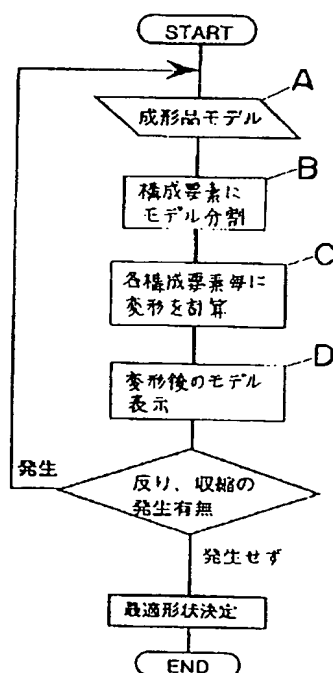 START
A
成形品モデル
B
構成要素に
モデル分割
C
各構成要素毎に
変形を計算
D
変形後のモデル
表示
発生
反り、収縮の
発生有無
発生せず
最適形状決定
END